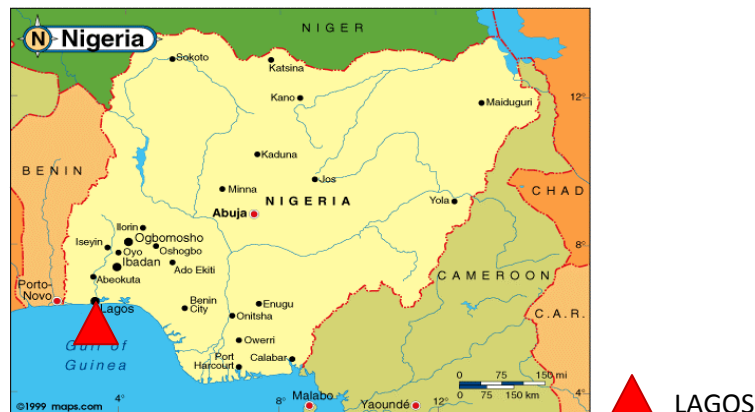 N Nigeria
NIGER
Sokoto
Katsina
Kano
Maiduguri
12°
BENIN
Kaduna
Jos
Minna
NIGERIA
Yola
CHAD
Abuja
Ilorin
Ogbomosho
Iseyin
Oyo
Oshogbo
8°
Ibadan
Ado Ekiti
CAMEROON
Abeokuta
Porto-
Novo
Lagos
Benin
City
Enugu
Onitsha
C.A.R.
Gulf of
Guinea
Owerri
Port
Harcourt
Calabar
0 75 150 mi
0 75 150 km
©1999 maps.com
4°
8°
Malabo
Yaoundé
12°
4°
LAGOS